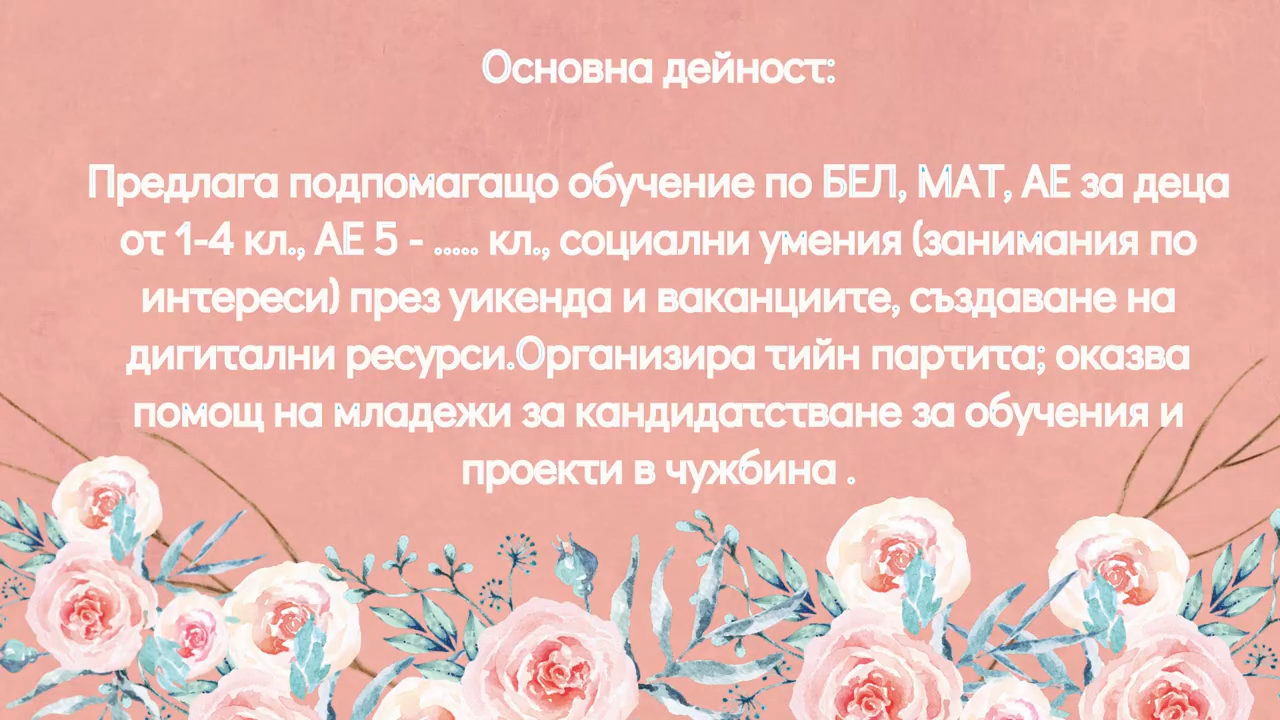 Основна дейност:
Предлага подпомагащо обучение по БЕЛ, МАТ, АЕ за деца
от 1-4 кл., АЕ 5 - ..... кл., социални умения (занимания по
интереси) през уикенда и ваканциите, създаване на
дигитални ресурси.Организира тийн партита; оказва
помощ на младежи за кандидатстване за обучения и
проекти в чужбина .